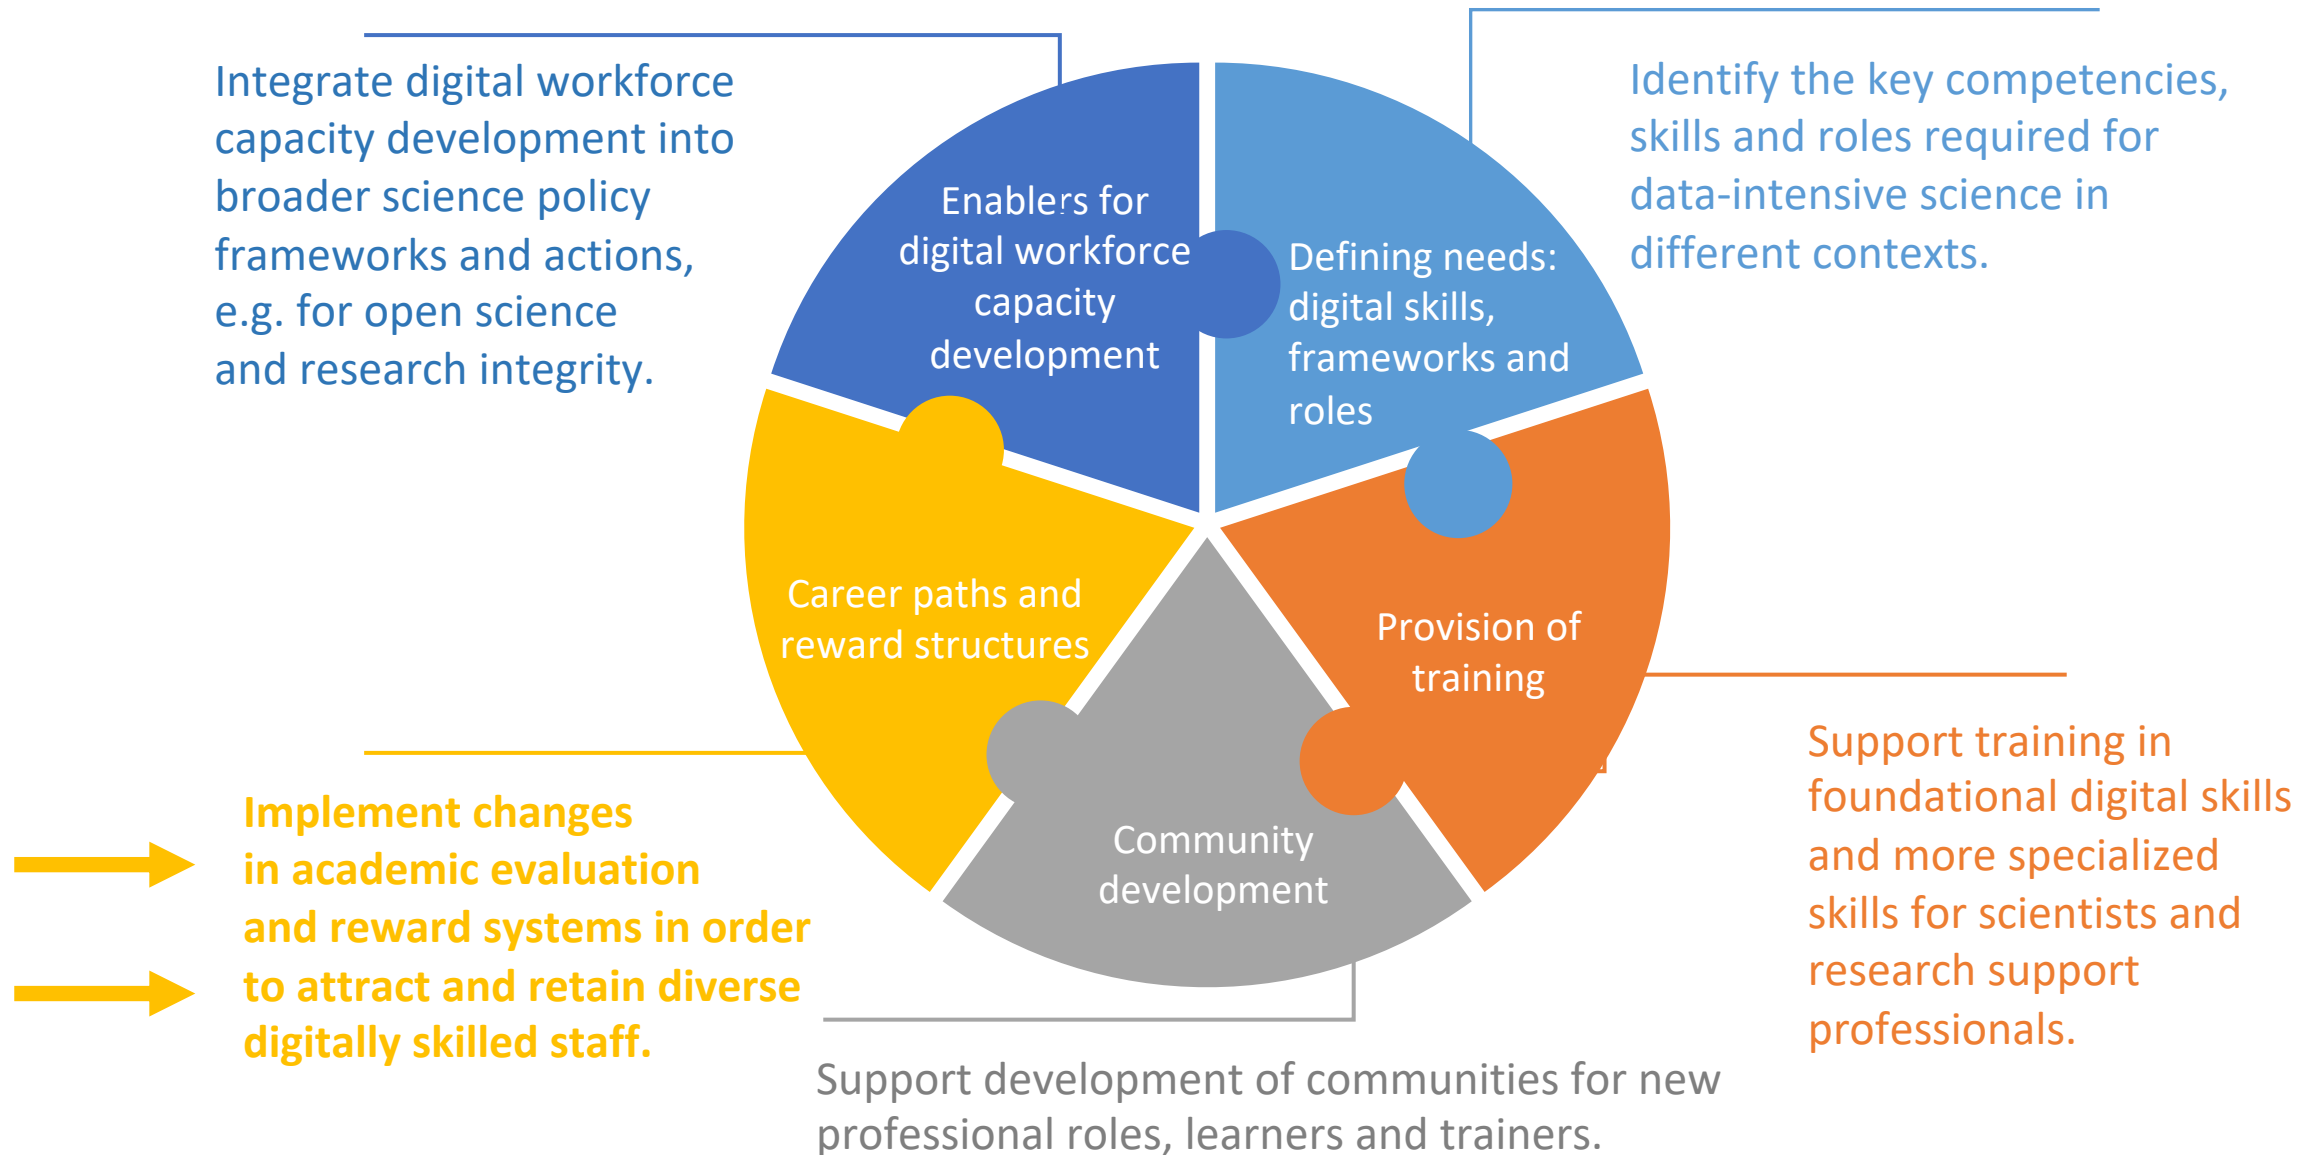 Integrate digital workforce
capacity development into
broader science policy
frameworks and actions,
e.g. for open science
and research integrity.
Identify the key competencies,
skills and roles required for
data-intensive science in
different contexts.
Enablers for
digital workforce
capacity
development
Defining needs:
digital skills,
frameworks and
roles
Career paths and
reward structures
Provision of
training
Community
development
Implement changes
in academic evaluation
and reward systems in order
to attract and retain diverse
digitally skilled staff.
Support training in
foundational digital skills
and more specialized
skills for scientists and
research support
professionals.
Support development of communities for new
professional roles, learners and trainers.